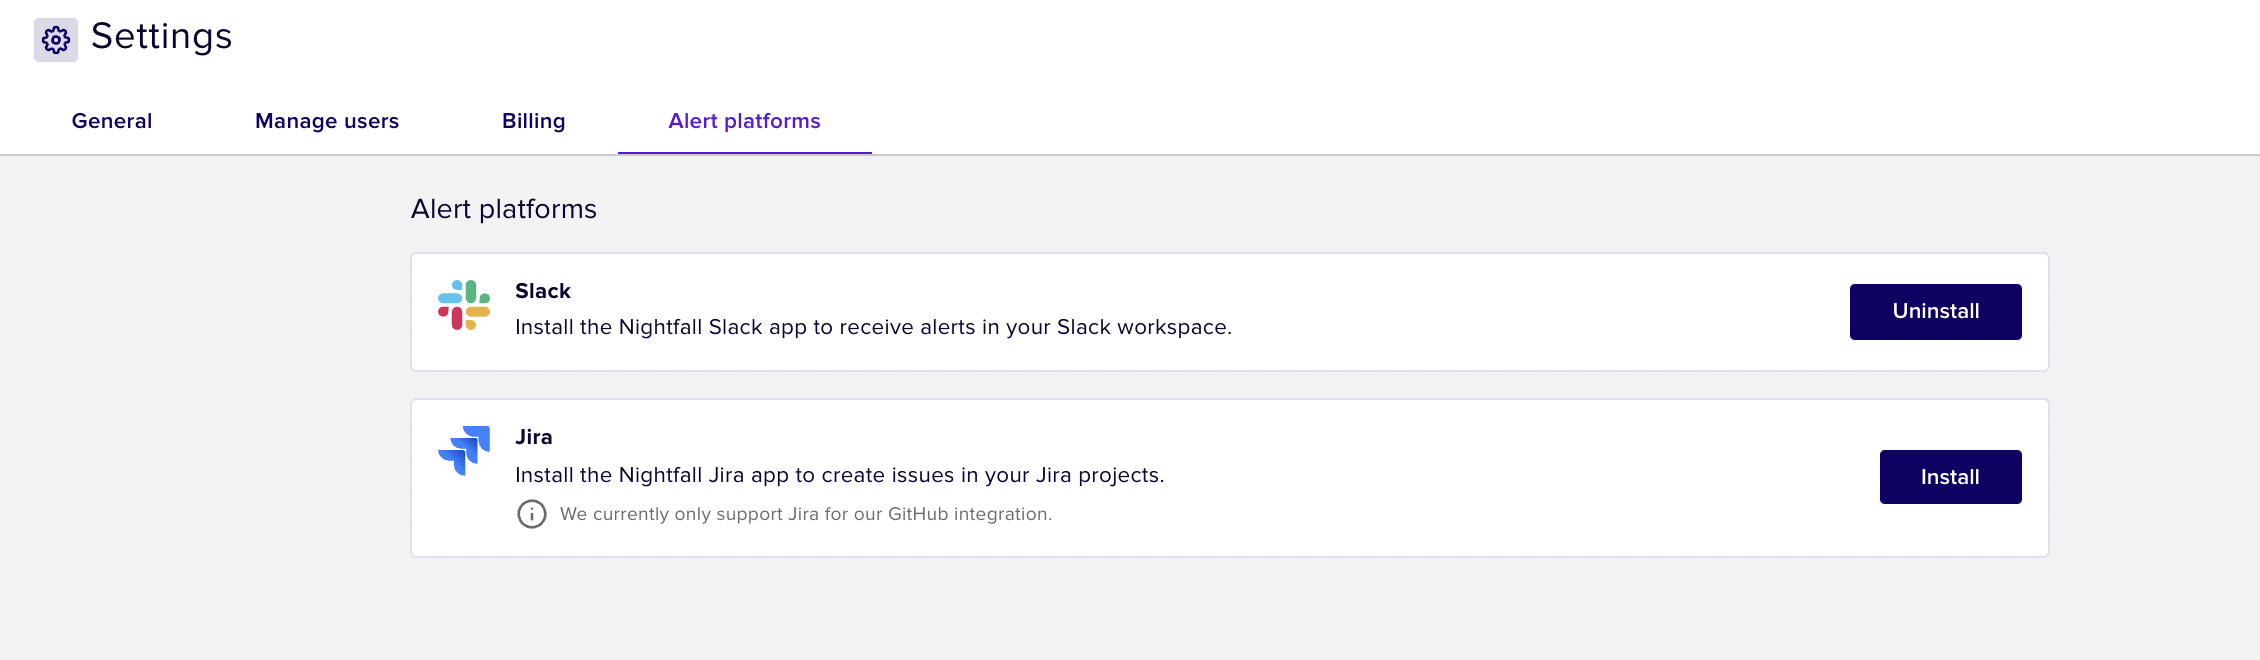 Settings
General
Manage users
Billing
Alert platforms
Alert platforms
Slack
Install the Nightfall Slack app to receive alerts in your Slack workspace.
Uninstall
Jira
Install the Nightfall Jira app to create issues in your Jira projects.
We currently only support Jira for our GitHub integration.
Install